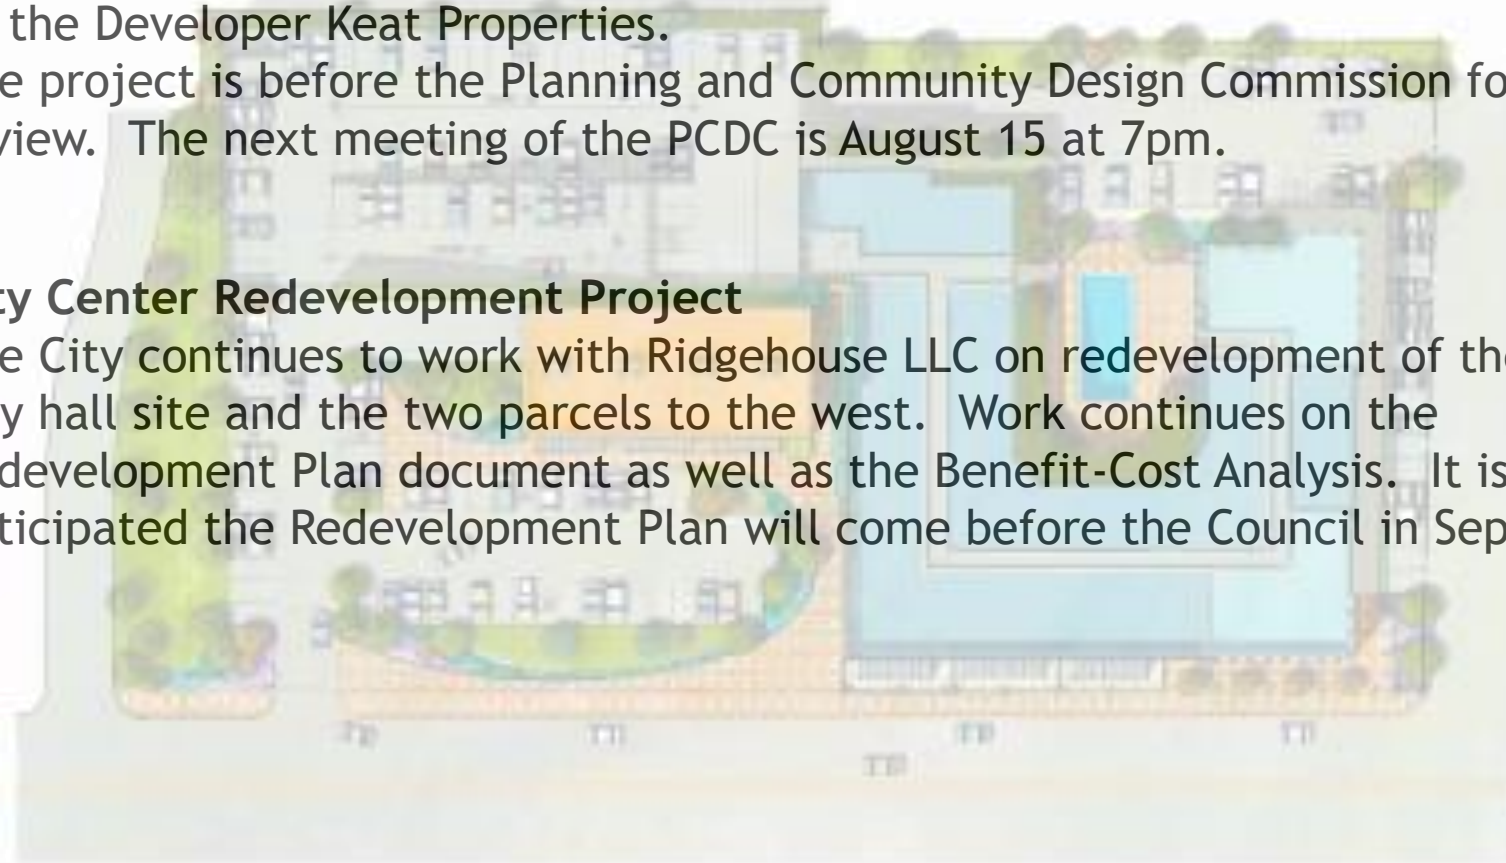 the Developer Keat Properties.
e project is before the Planning and Community Design Commission fo
view. The next meeting of the PCDC is August 15 at 7pm.
ty Center Redevelopment Project
e City continues to work with Ridgehouse LLC on redevelopment of the
y hall site and the two parcels to the west. Work continues on the
development Plan document as well as the Benefit-Cost Analysis. It is
ticipated the Redevelopment Plan will come before the Council in Sep